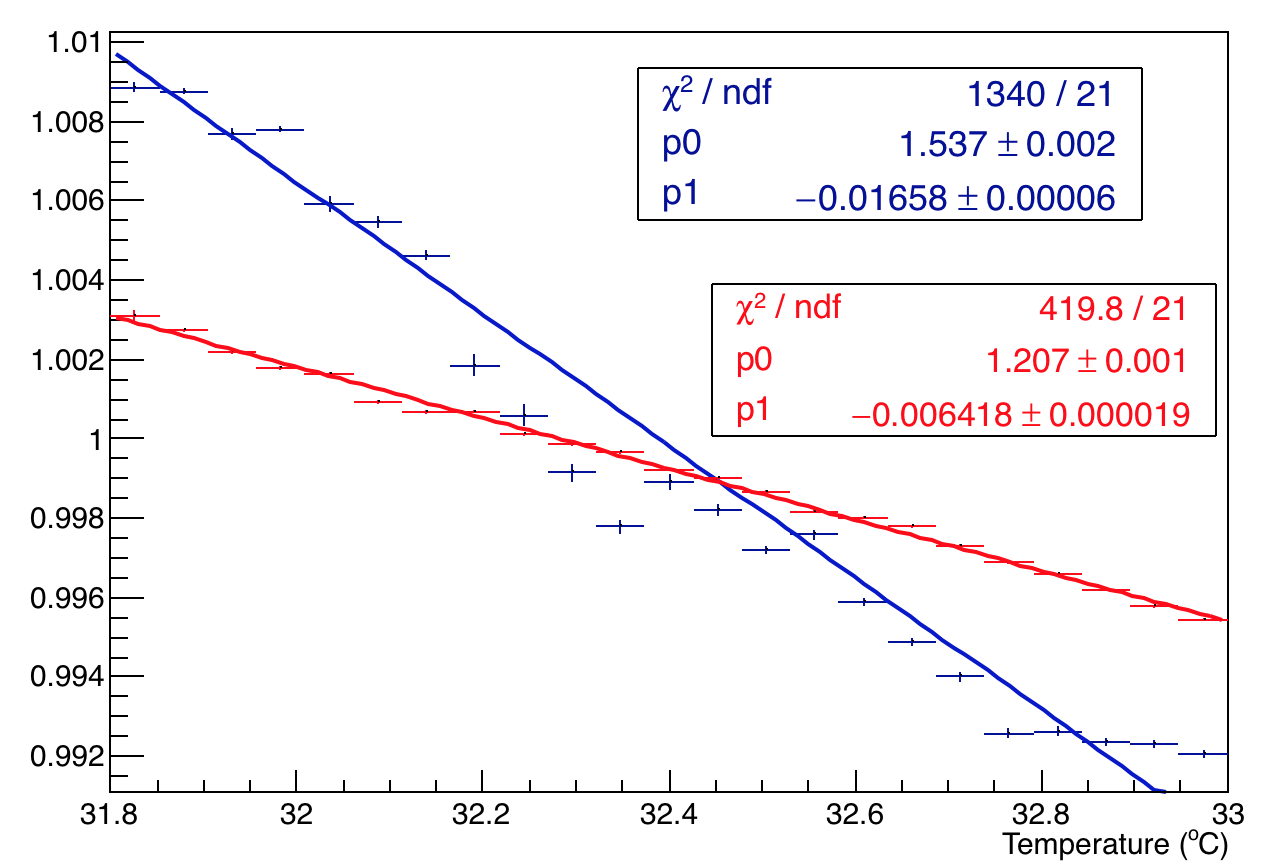 1.01
1.008
1.006
1.004
1.002
1
0.998
0.996
0.994
0.992
χ² / ndf 1340 / 21
p0 1.537 ± 0.002
p1 −0.01658 ± 0.00006
χ² / ndf 419.8 / 21
p0 1.207 ± 0.001
p1 −0.006418 ± 0.000019
31.8 32 32.2 32.4 32.6 32.8 33
Temperature (°C)